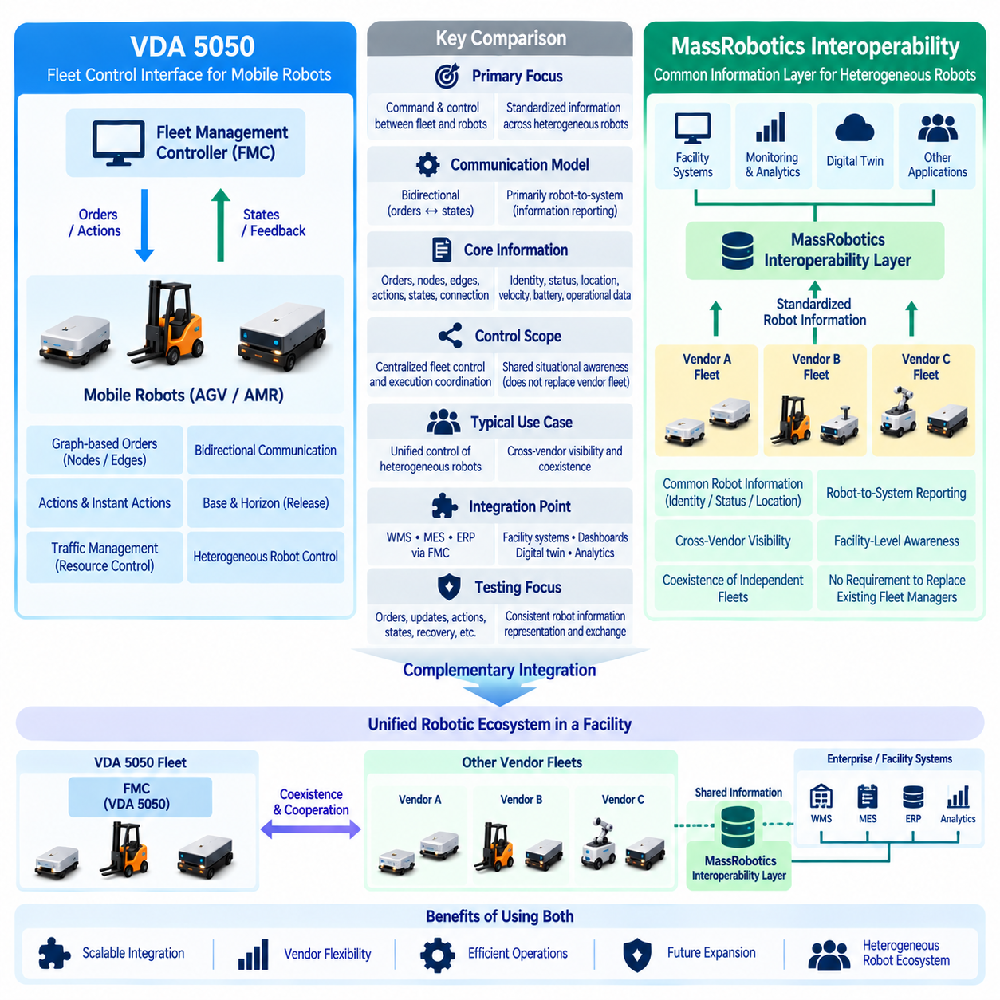 VDA 5050
Fleet Control Interface for Mobile Robots
Fleet Management
Controller (FMC)
Orders
/ Actions
States
/ Feedback
Mobile Robots (AGV / AMR)
Graph-based Orders
(Nodes / Edges)
Bidirectional Communication
Actions & Instant Actions
Base & Horizon (Release)
Traffic Management
(Resource Control)
Heterogeneous Robot Control
Key Comparison
Primary Focus
Command & control
between fleet and robots
Standardized information
across heterogeneous robots
Communication Model
Bidirectional
(orders ↔ states)
Primarily robot-to-system
(information reporting)
Core Information
Orders, nodes, edges,
actions, states, connection
Identity, status, location,
velocity, battery, operational data
Control Scope
Centralized fleet control
and execution coordination
Shared situational awareness
(does not replace vendor fleet)
Typical Use Case
Unified control of
heterogeneous robots
Cross-vendor visibility and
coexistence
Integration Point
WMS • MES • ERP
via FMC
Facility systems • Dashboards
Digital twin • Analytics
Testing Focus
Orders, updates, actions,
states, recovery, etc.
Consistent robot information
representation and exchange
MassRobotics Interoperability
Common Information Layer for Heterogeneous Robots
Facility
Systems
Monitoring
& Analytics
Digital Twin
Other
Applications
MassRobotics
Interoperability Layer
Standardized
Robot Information
Vendor A
Fleet
Vendor B
Fleet
Vendor C
Fleet
Common Robot Information
(Identity / Status / Location)
Robot-to-System Reporting
Cross-Vendor Visibility
Facility-Level Awareness
Coexistence of Independent
Fleets
No Requirement to Replace
Existing Fleet Managers
Complementary Integration
Unified Robotic Ecosystem in a Facility
VDA 5050 Fleet
FMC
(VDA 5050)
Coexistence
& Cooperation
Other Vendor Fleets
Vendor A
Vendor B
Vendor C
Shared Information
MassRobotics
Interoperability Layer
Enterprise / Facility Systems
WMS
MES
ERP
Analytics
Benefits of Using Both
Scalable Integration
Vendor Flexibility
Efficient Operations
Future Expansion
Heterogeneous
Robot Ecosystem